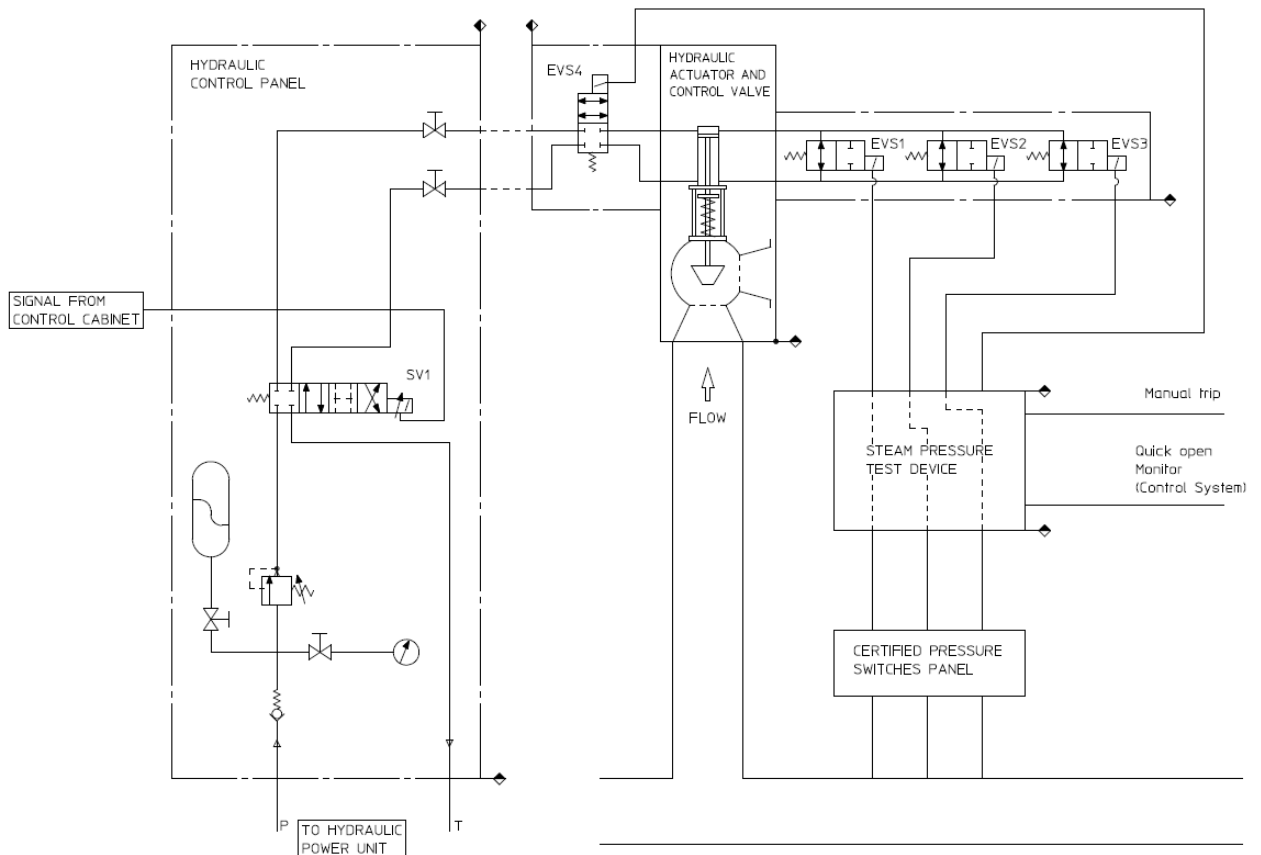 HYDRAULIC
CONTROL PANEL
EVS4
HYDRAULIC
ACTUATOR AND
CONTROL VALVE
EVS1
EVS2
EVS3
SIGNAL FROM
CONTROL CABINET
SV1
FLOW
Manual trip
STEAM PRESSURE
TEST DEVICE
Quick open
Monitor
(Control System)
CERTIFIED PRESSURE
SWITCHES PANEL
P
T
TO HYDRAULIC
POWER UNIT